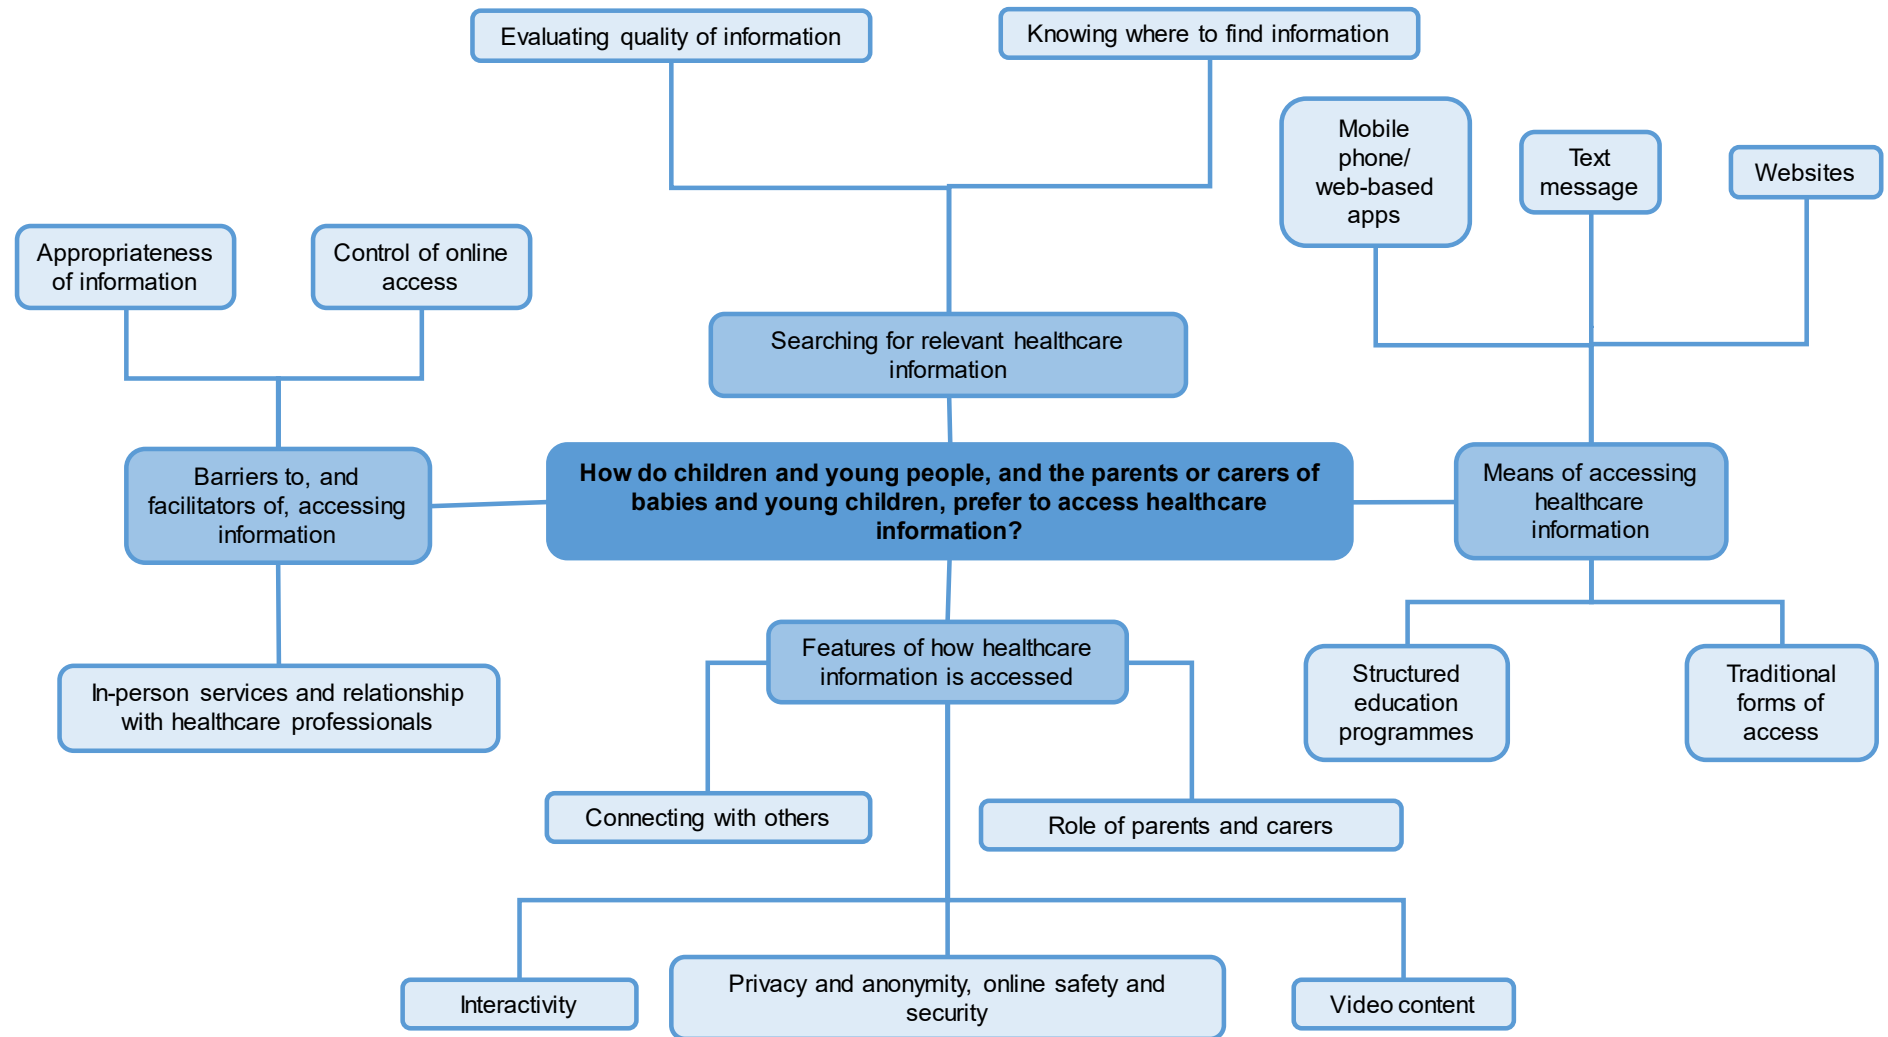 Evaluating quality of information
Knowing where to find information
Mobile
phone/
web-based
apps
Text
message
Websites
Appropriateness
of information
Control of online
access
Searching for relevant healthcare
information
Barriers to, and
facilitators of, accessing
information
How do children and young people, and the parents or carers of
babies and young children, prefer to access healthcare
information?
Means of accessing
healthcare
information
Features of how healthcare
information is accessed
In-person services and relationship
with healthcare professionals
Structured
education
programmes
Traditional
forms of
access
Connecting with others
Role of parents and carers
Interactivity
Privacy and anonymity, online safety and
security
Video content